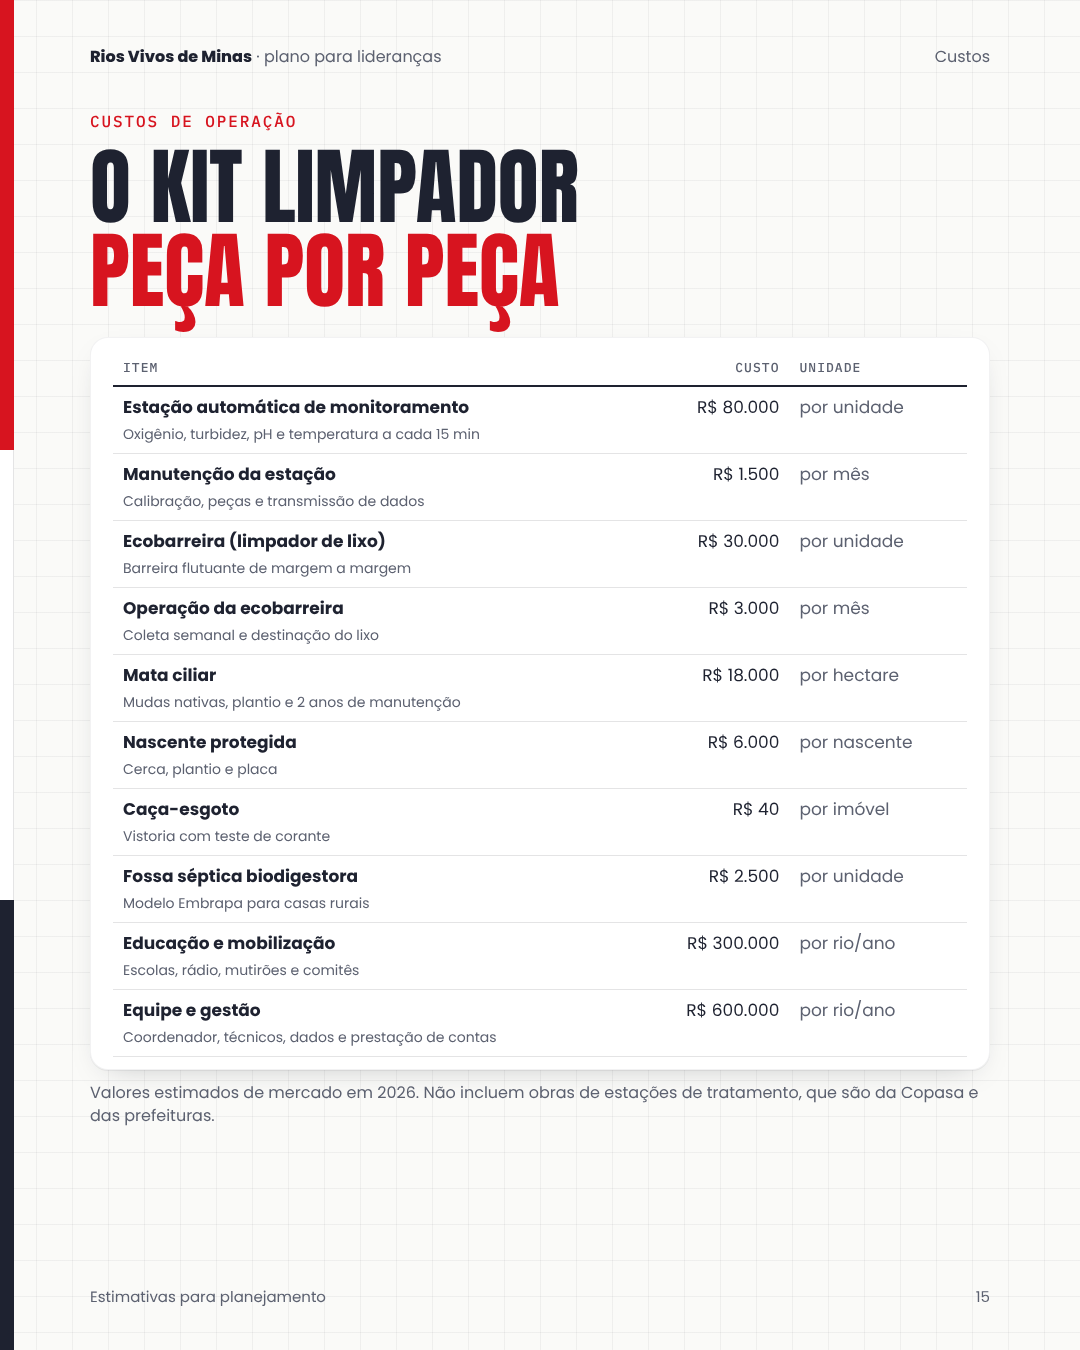 Rios Vivos de Minas · plano para lideranças
Custos
CUSTOS DE OPERAÇÃO
O KIT LIMPADOR
PEÇA POR PEÇA
ITEM CUSTO UNIDADE
Estação automática de monitoramento R$ 80.000 por unidade
Oxigênio, turbidez, pH e temperatura a cada 15 min
Manutenção da estação R$ 1.500 por mês
Calibração, peças e transmissão de dados
Ecobarreira (limpador de lixo) R$ 30.000 por unidade
Barreira flutuante de margem a margem
Operação da ecobarreira R$ 3.000 por mês
Coleta semanal e destinação do lixo
Mata ciliar R$ 18.000 por hectare
Mudas nativas, plantio e 2 anos de manutenção
Nascente protegida R$ 6.000 por nascente
Cerca, plantio e placa
Caça-esgoto R$ 40 por imóvel
Vistoria com teste de corante
Fossa séptica biodigestora R$ 2.500 por unidade
Modelo Embrapa para casas rurais
Educação e mobilização R$ 300.000 por rio/ano
Escolas, rádio, mutirões e comitês
Equipe e gestão R$ 600.000 por rio/ano
Coordenador, técnicos, dados e prestação de contas
Valores estimados de mercado em 2026. Não incluem obras de estações de tratamento, que são da Copasa e
das prefeituras.
Estimativas para planejamento
15